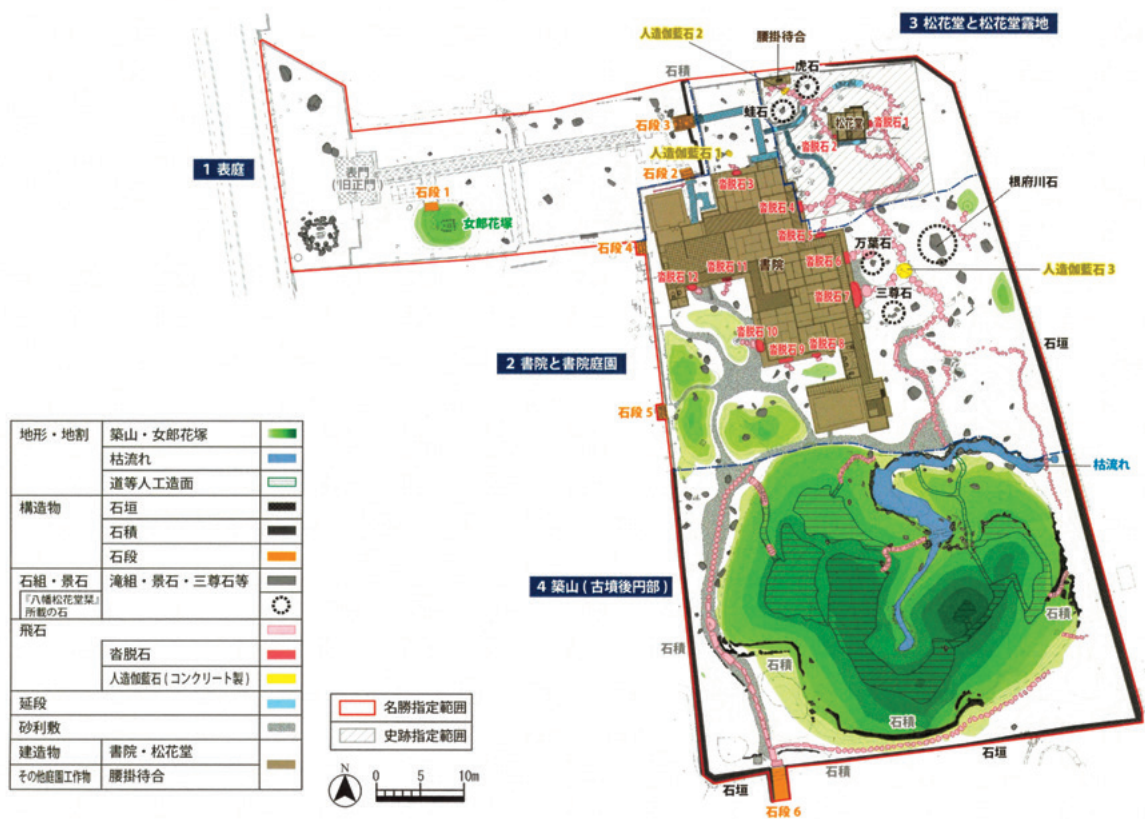 3 松花堂と松花堂露地
人造伽藍石 2
腰掛待合
虎石
石積
蛙石
松花堂
沓脱石 1
沓脱石 2
石段 3
人造伽藍石 1
石段 2
沓脱石 3
1 表庭
表門
(旧正門)
石段 1
女郎花塚
沓脱石 4
根府川石
沓脱石 5
万葉石
石段 4
書院
沓脱石 6
人造伽藍石 3
沓脱石 11
沓脱石 12
沓脱石 7
三尊石
沓脱石 10
沓脱石 9
沓脱石 8
石垣
2 書院と書院庭園
石段 5
枯流れ
4 築山 (古墳後円部)
石積
石積
石積
石積
石垣
石積
石垣
石段 6
地形・地割
築山・女郎花塚
枯流れ
道等人工造面
構造物
石垣
石積
石段
石組・景石
滝組・景石・三尊石等
『八幡松花堂栞』
所載の石
飛石
沓脱石
人造伽藍石 (コンクリート製)
延段
砂利敷
建造物
書院・松花堂
その他庭園工作物
腰掛待合
名勝指定範囲
史跡指定範囲
N
0 5 10m